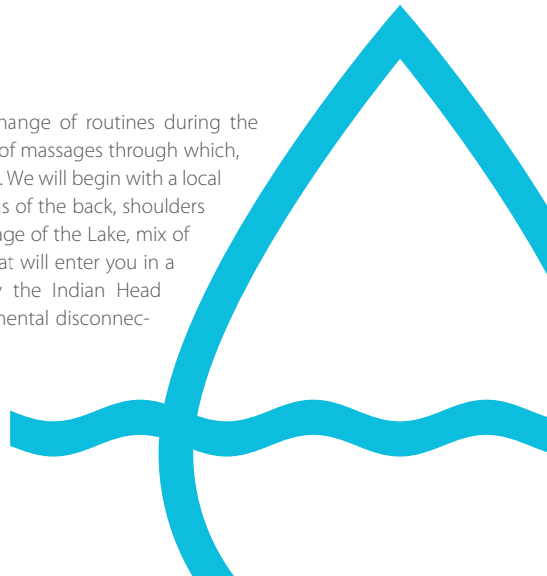 hange of routines during the
of massages through which,
. We will begin with a local
s of the back, shoulders
age of the Lake, mix of
at will enter you in a
the Indian Head
mental disconnec-